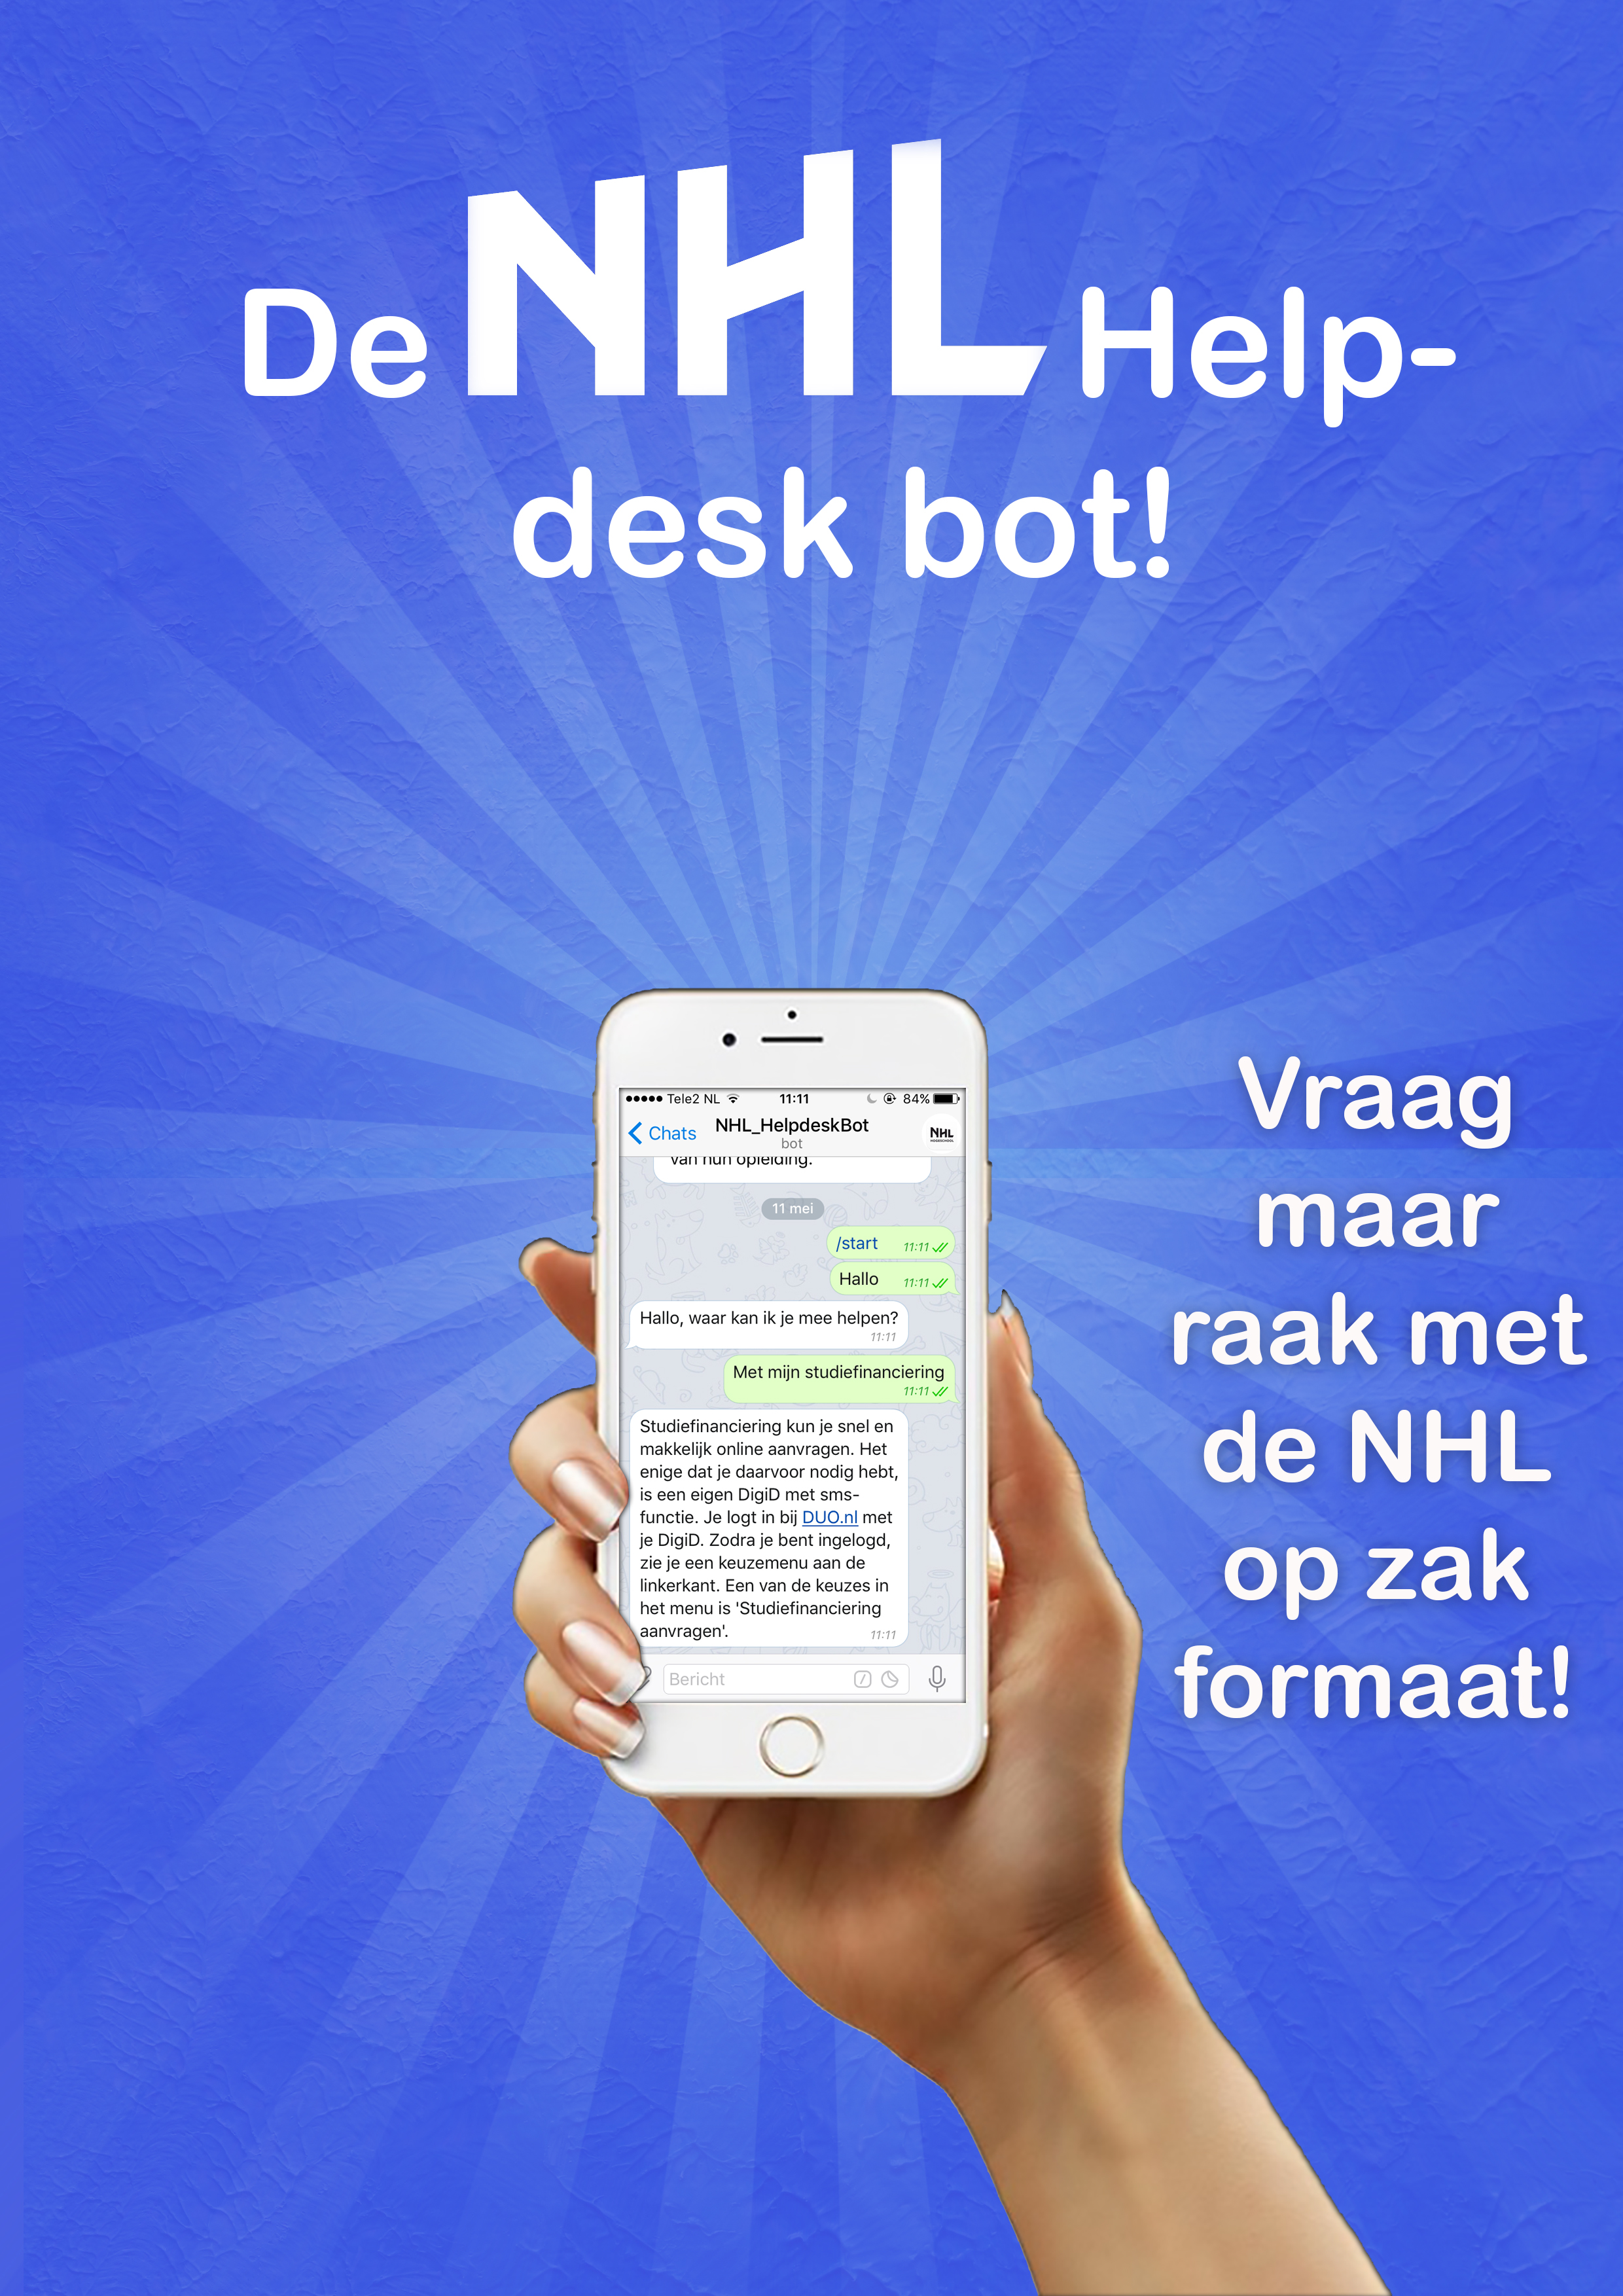 De NHL Help-
desk bot!
Tele2 NL 11:11 84%
Chats NHL_HelpdeskBot
bot
NHL
van hun opleiding.
11 mei
/start 11:11
Hallo 11:11
Hallo, waar kan ik je mee helpen?
11:11
Met mijn studiefinanciering
11:11
Studiefinanciering kun je snel en
makkelijk online aanvragen. Het
enige dat je daarvoor nodig hebt,
is een eigen DigiD met sms-
functie. Je logt in bij DUO.nl met
je DigiD. Zodra je bent ingelogd,
zie je een keuzemenu aan de
linkerkant. Een van de keuzes in
het menu is 'Studiefinanciering
aanvragen'. 11:11
Bericht
Vraag
maar
raak met
de NHL
op zak
formaat!